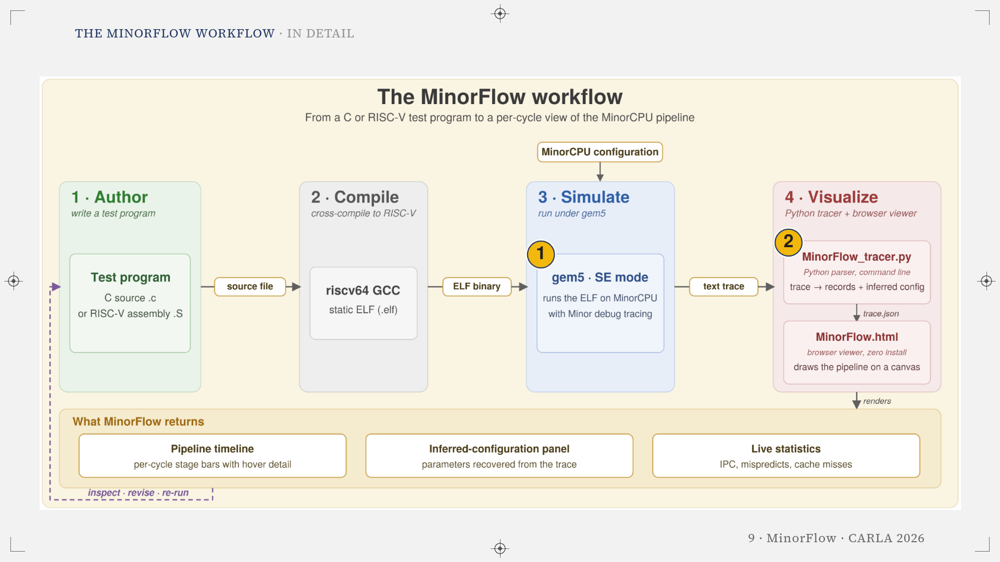 THE MINORFLOW WORKFLOW · IN DETAIL
The MinorFlow workflow
From a C or RISC-V test program to a per-cycle view of the MinorCPU pipeline
MinorCPU configuration
1 · Author
write a test program
Test program
C source .c
or RISC-V assembly .S
source file
2 · Compile
cross-compile to RISC-V
riscv64 GCC
static ELF (.elf)
ELF binary
3 · Simulate
run under gem5
1
gem5 · SE mode
runs the ELF on MinorCPU
with Minor debug tracing
text trace
4 · Visualize
Python tracer + browser viewer
2
MinorFlow_tracer.py
Python parser, command line
trace → records + inferred config
trace.json
MinorFlow.html
browser viewer, zero install
draws the pipeline on a canvas
renders
What MinorFlow returns
Pipeline timeline
per-cycle stage bars with hover detail
Inferred-configuration panel
parameters recovered from the trace
Live statistics
IPC, mispredicts, cache misses
inspect · revise · re-run
9 · MinorFlow · CARLA 2026